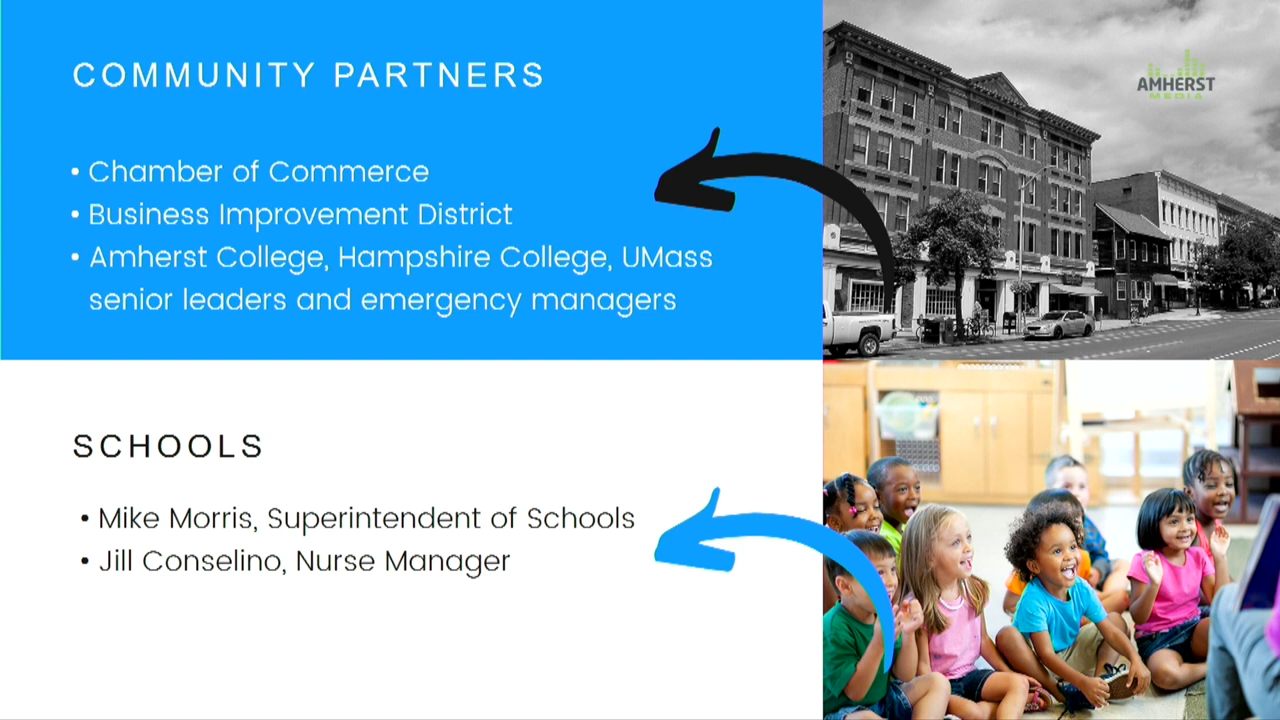 COMMUNITY PARTNERS
• Chamber of Commerce
• Business Improvement District
• Amherst College, Hampshire College, UMass
senior leaders and emergency managers
AMHERST
MEDIA
SCHOOLS
• Mike Morris, Superintendent of Schools
• Jill Conselino, Nurse Manager